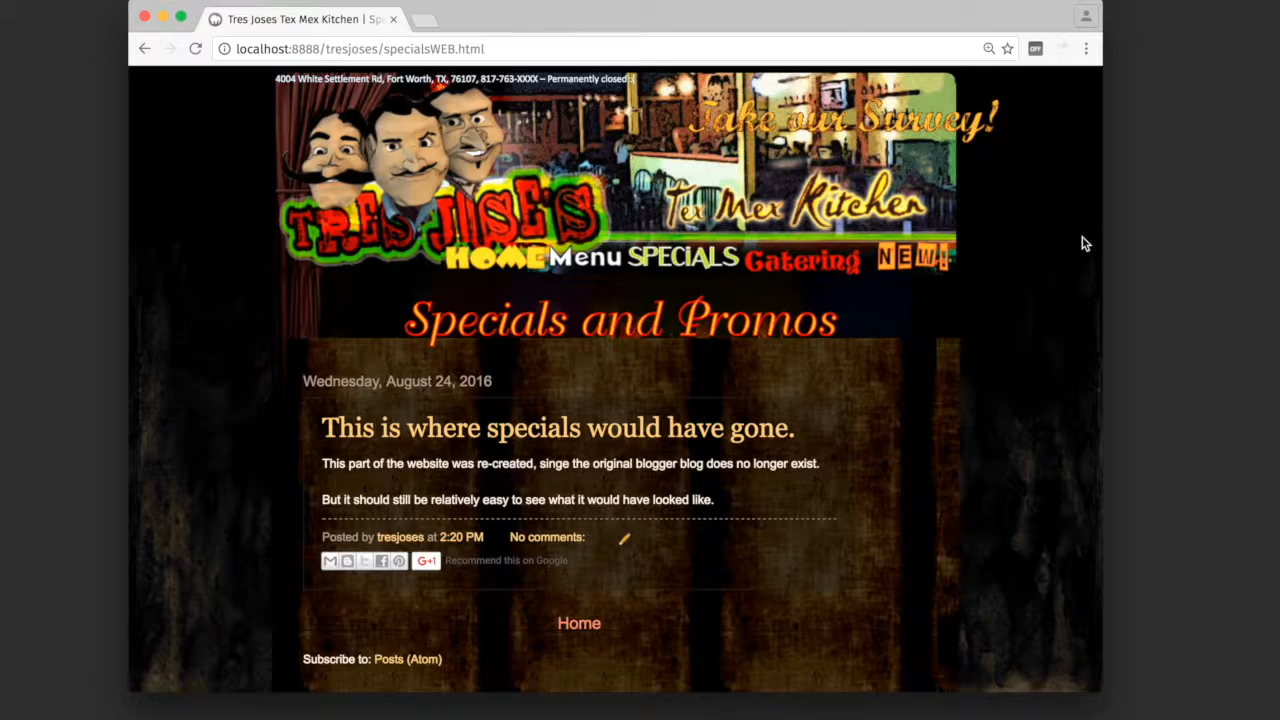 Tres Joses Tex Mex Kitchen | Spe
localhost:8888/tresjoses/specialsWEB.html
OFF
4004 White Settlement Rd, Fort Worth, TX, 76107, 817-763-XXXX – Permanently closed :(
Take our Survey!
TRES JOSE'S
Tex Mex Kitchen
HOME Menu SPECiALS Catering NEW!
Specials and Promos
Wednesday, August 24, 2016
This is where specials would have gone.
This part of the website was re-created, singe the original blogger blog does no longer exist.
But it should still be relatively easy to see what it would have looked like.
Posted by tresjoses at 2:20 PM No comments:
G+1 Recommend this on Google
Home
Subscribe to: Posts (Atom)